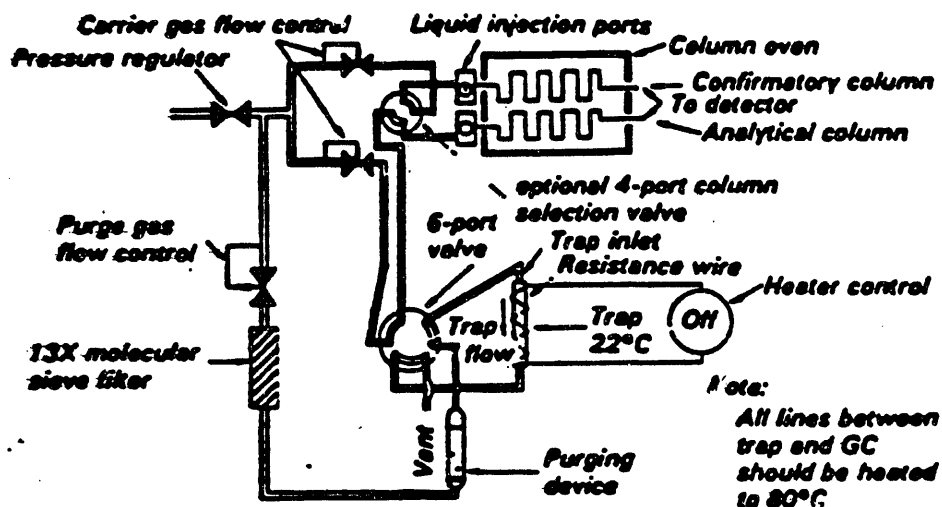 Carrier gas flow control
Pressure regulator
Liquid injection ports
Column oven
Confirmatory column
To detector
Analytical column
optional 4-port column
selection valve
6-port
valve
Trap inlet
Resistance wire
Purge gas
flow control
Heater control
Off
Trap
flow
Trap
22°C
13X molecular
sieve filter
Vent
Purging
device
Note:
All lines between
trap and GC
should be heated
to 80°C